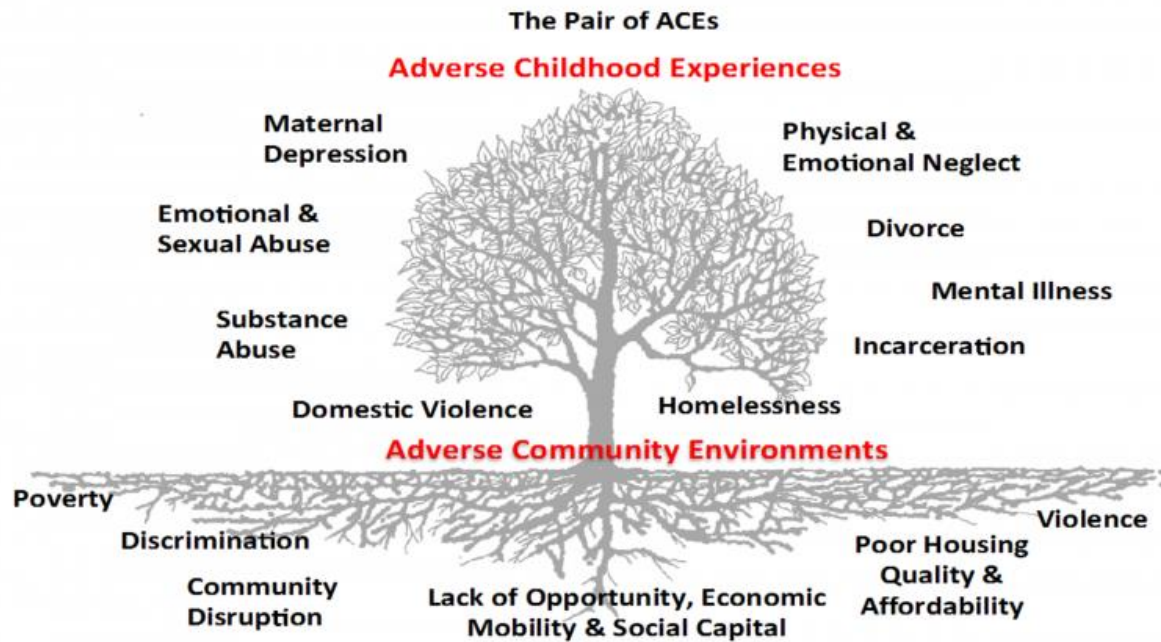 The Pair of ACEs
Adverse Childhood Experiences
Maternal
Depression
Physical &
Emotional Neglect
Emotional &
Sexual Abuse
Divorce
Mental Illness
Substance
Abuse
Incarceration
Domestic Violence
Homelessness
Adverse Community Environments
Poverty
Violence
Discrimination
Poor Housing
Quality &
Affordability
Community
Disruption
Lack of Opportunity, Economic
Mobility & Social Capital